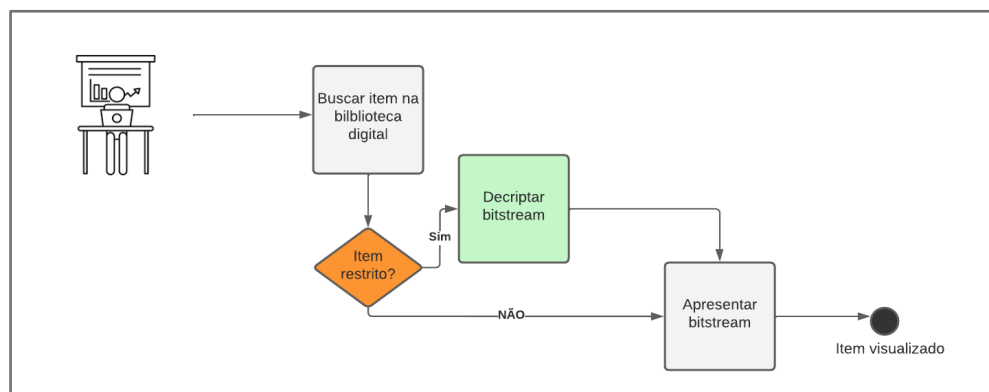 Buscar item na
bilblioteca
digital
Decriptar
bitstream
Sim
Item
restrito?
NÃO
Apresentar
bitstream
Item visualizado